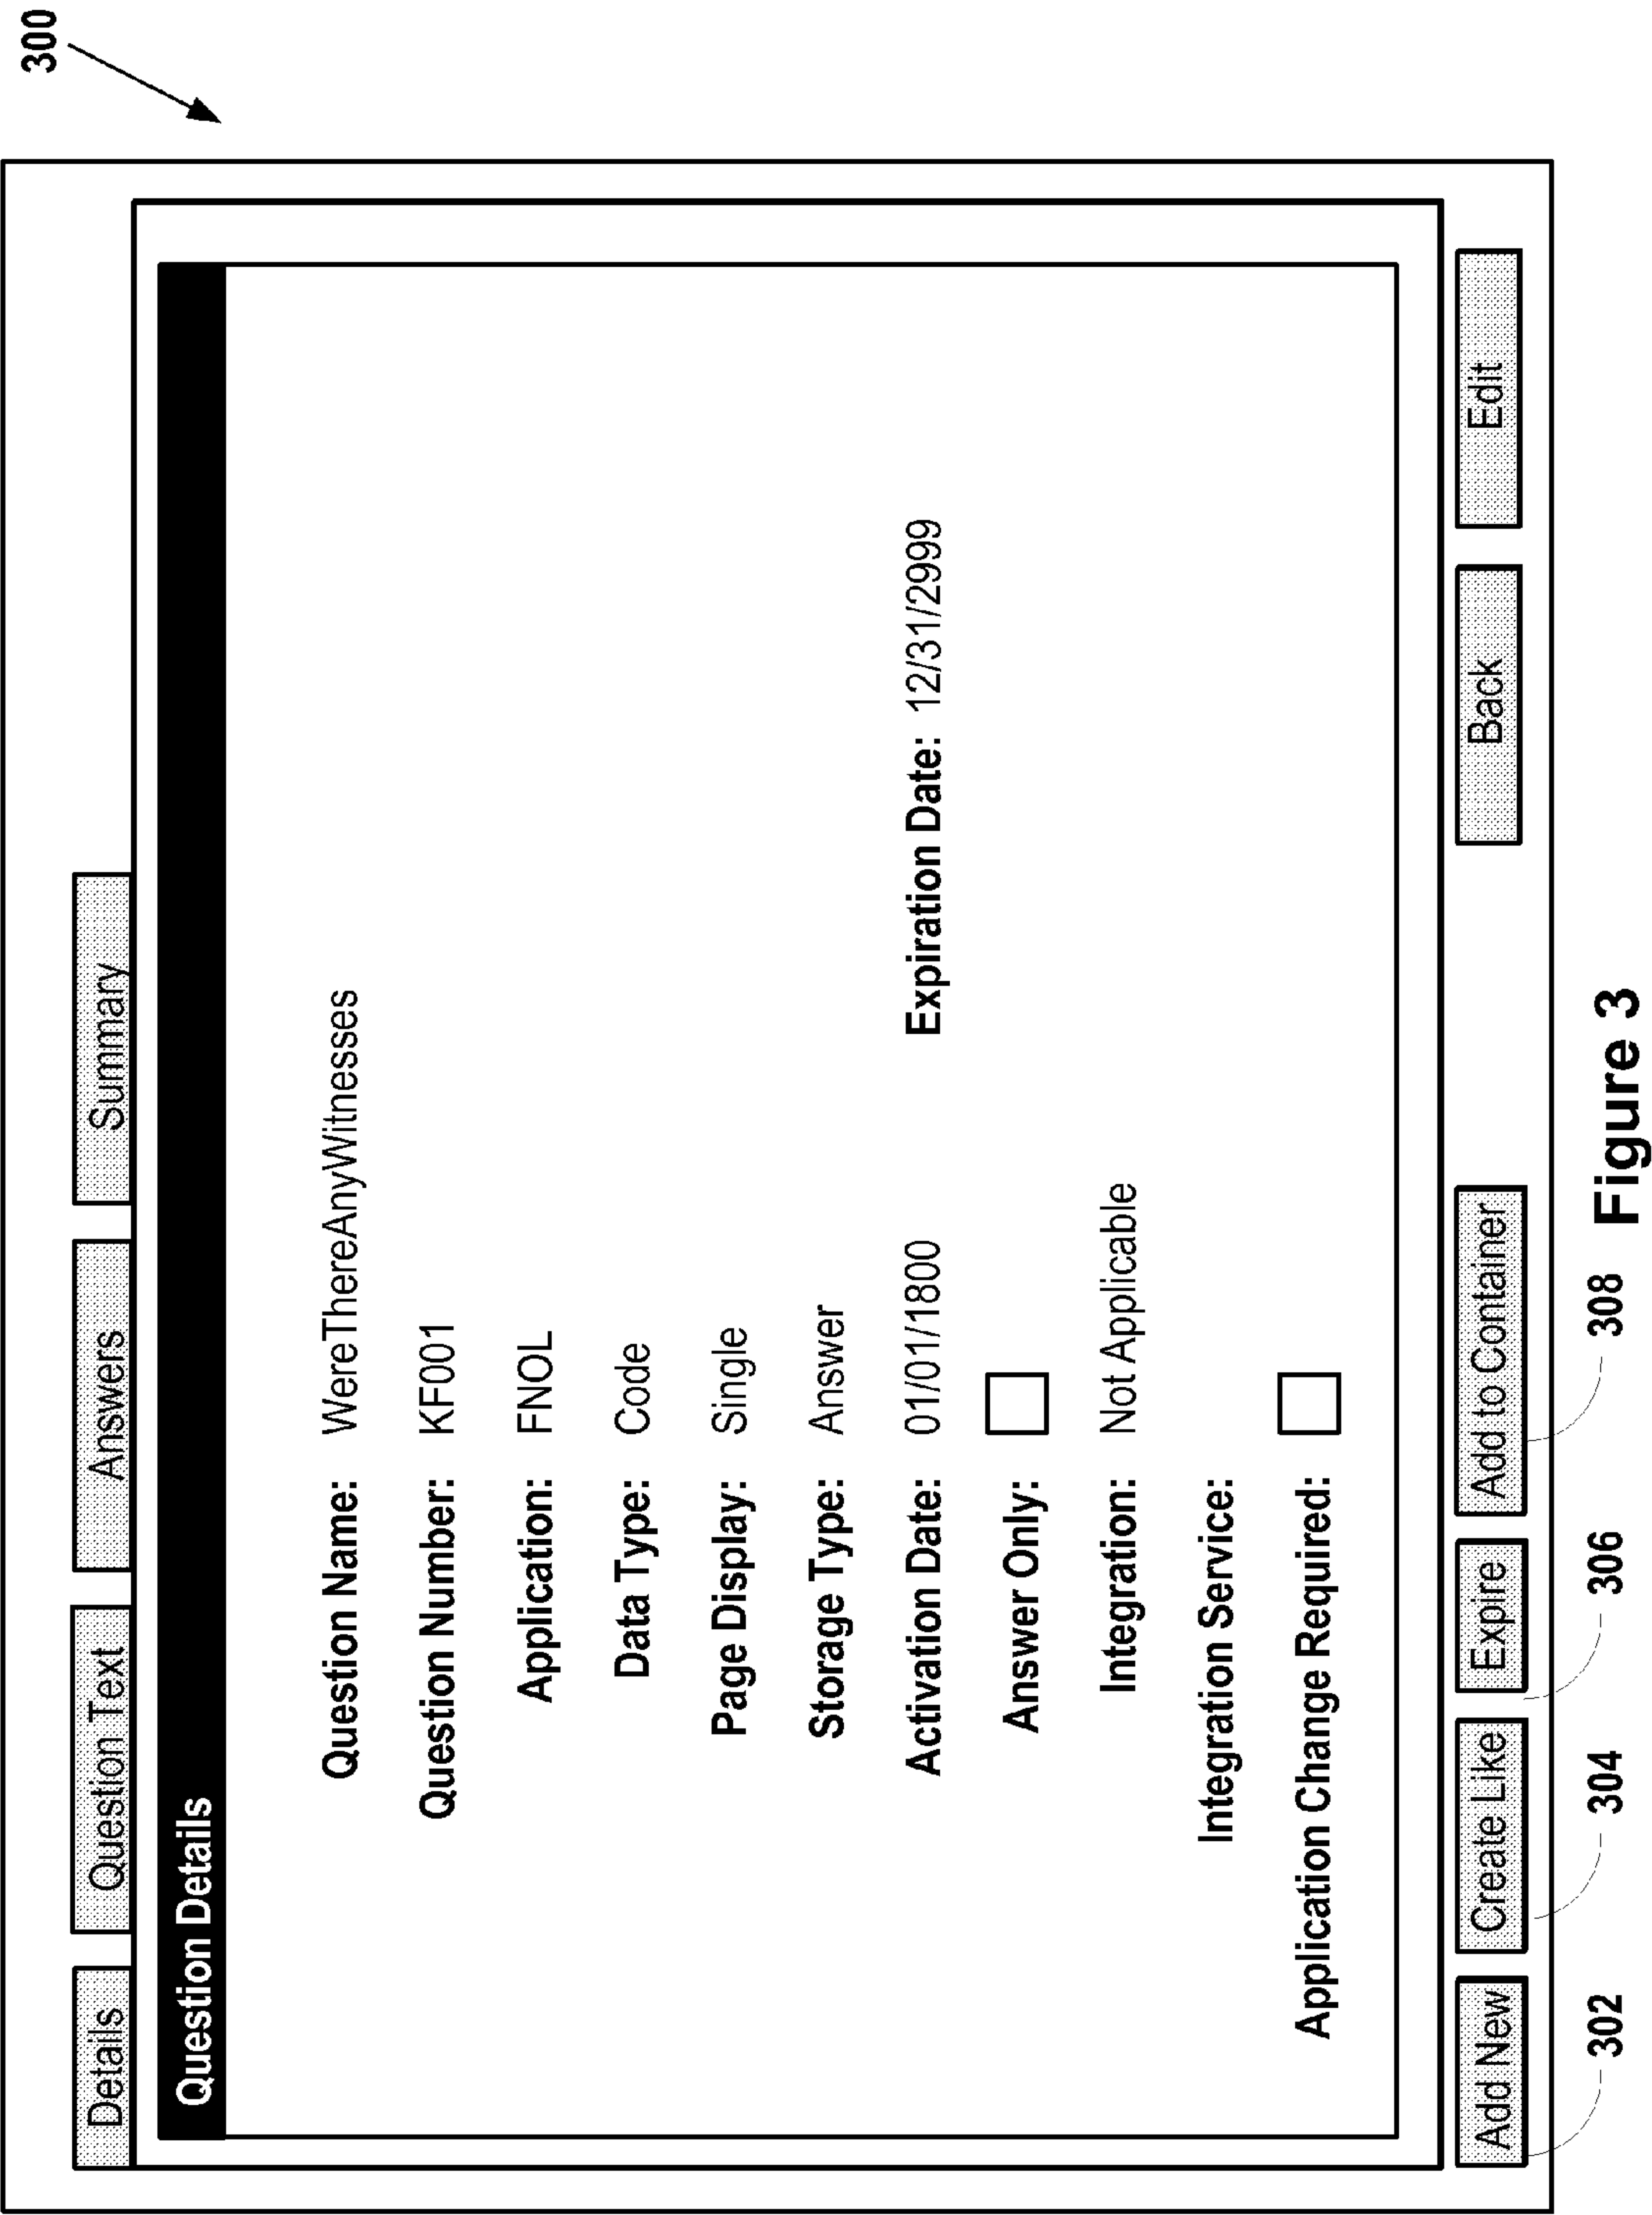 300
Details Question Text Answers Summary
Question Details
Question Name: WereThereAnyWitnesses
Question Number: KF001
Application: FNOL
Data Type: Code
Page Display: Single
Storage Type: Answer
Activation Date: 01/01/1800 Expiration Date: 12/31/2999
Answer Only:
Integration: Not Applicable
Integration Service:
Application Change Required:
Add New Create Like Expire Add to Container Back Edit
302 304 306 308
Figure 3